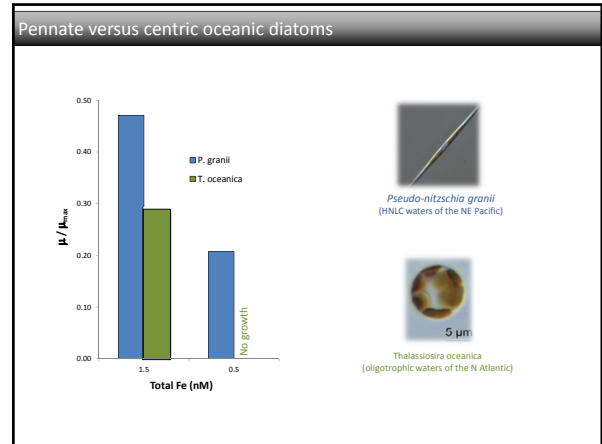 Pennate versus centric oceanic diatoms
0.50
0.40
0.30
0.20
0.10
0.00
μ / μmax
P. granii
T. oceanica
No growth
1.5
0.5
Total Fe (nM)
Pseudo-nitzschia granii
(HNLC waters of the NE Pacific)
5 μm
Thalassiosira oceanica
(oligotrophic waters of the N Atlantic)